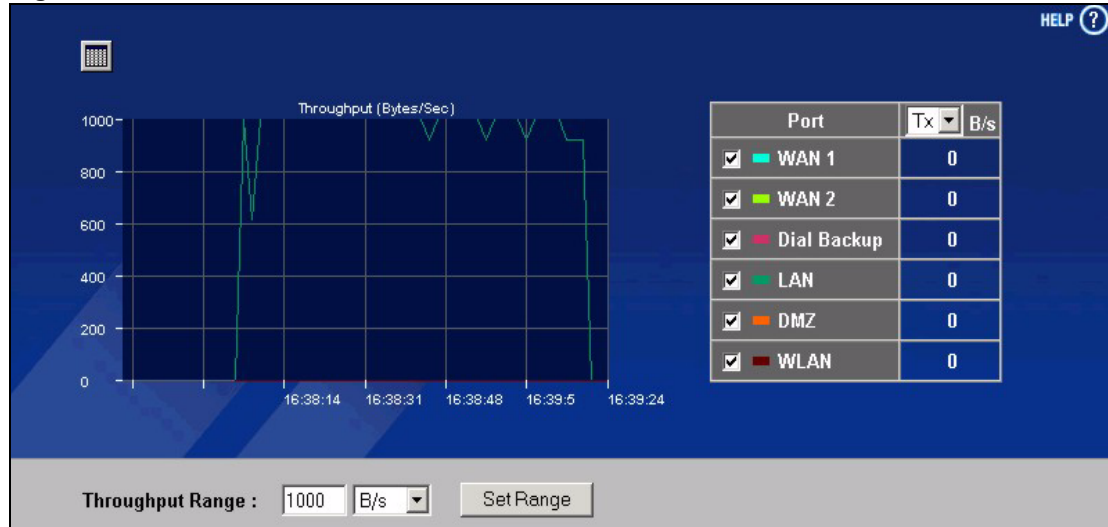 HELP ?
Throughput (Bytes/Sec)
1000
800
600
400
200
0
16:38:14 16:38:31 16:38:48 16:39:5 16:39:24
Port Tx B/s
WAN 1 0
WAN 2 0
Dial Backup 0
LAN 0
DMZ 0
WLAN 0
Throughput Range : 1000 B/s Set Range